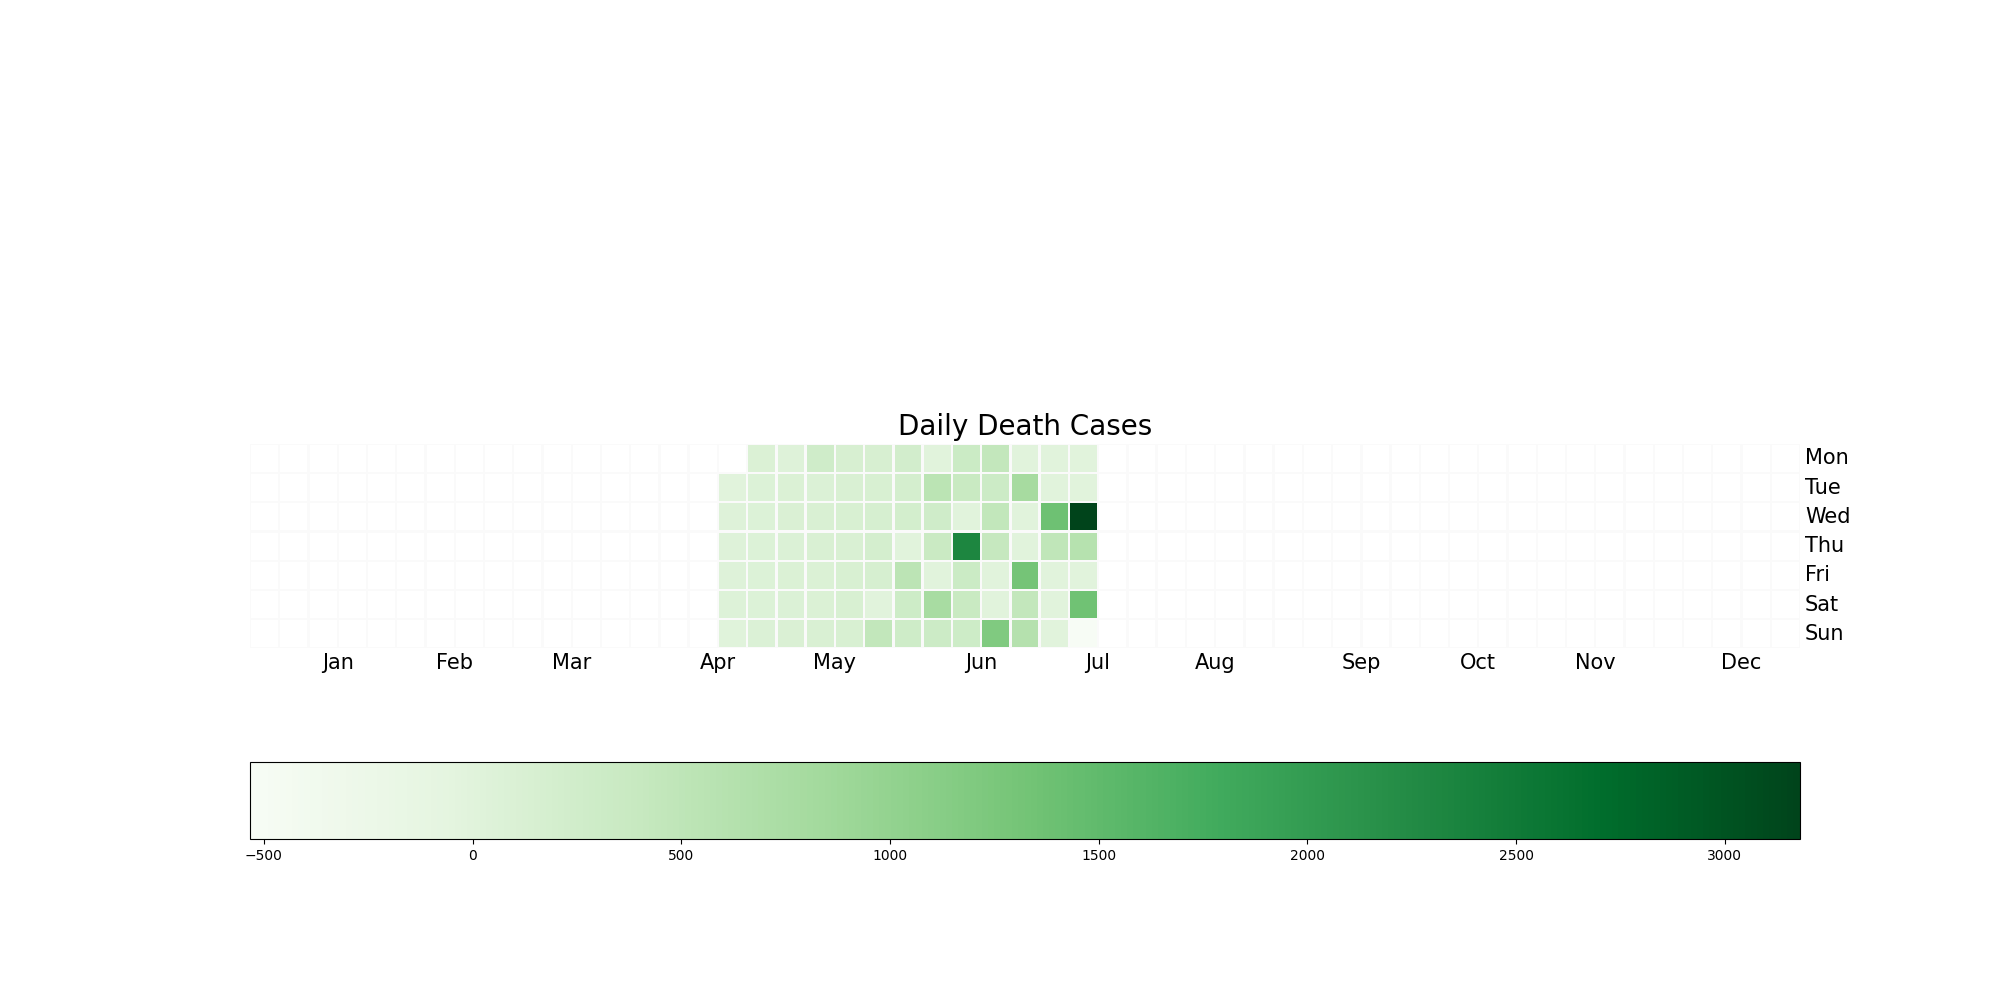 Daily Death Cases
Mon
Tue
Wed
Thu
Fri
Sat
Sun
Jan Feb Mar Apr May Jun Jul Aug Sep Oct Nov Dec
−500 0 500 1000 1500 2000 2500 3000